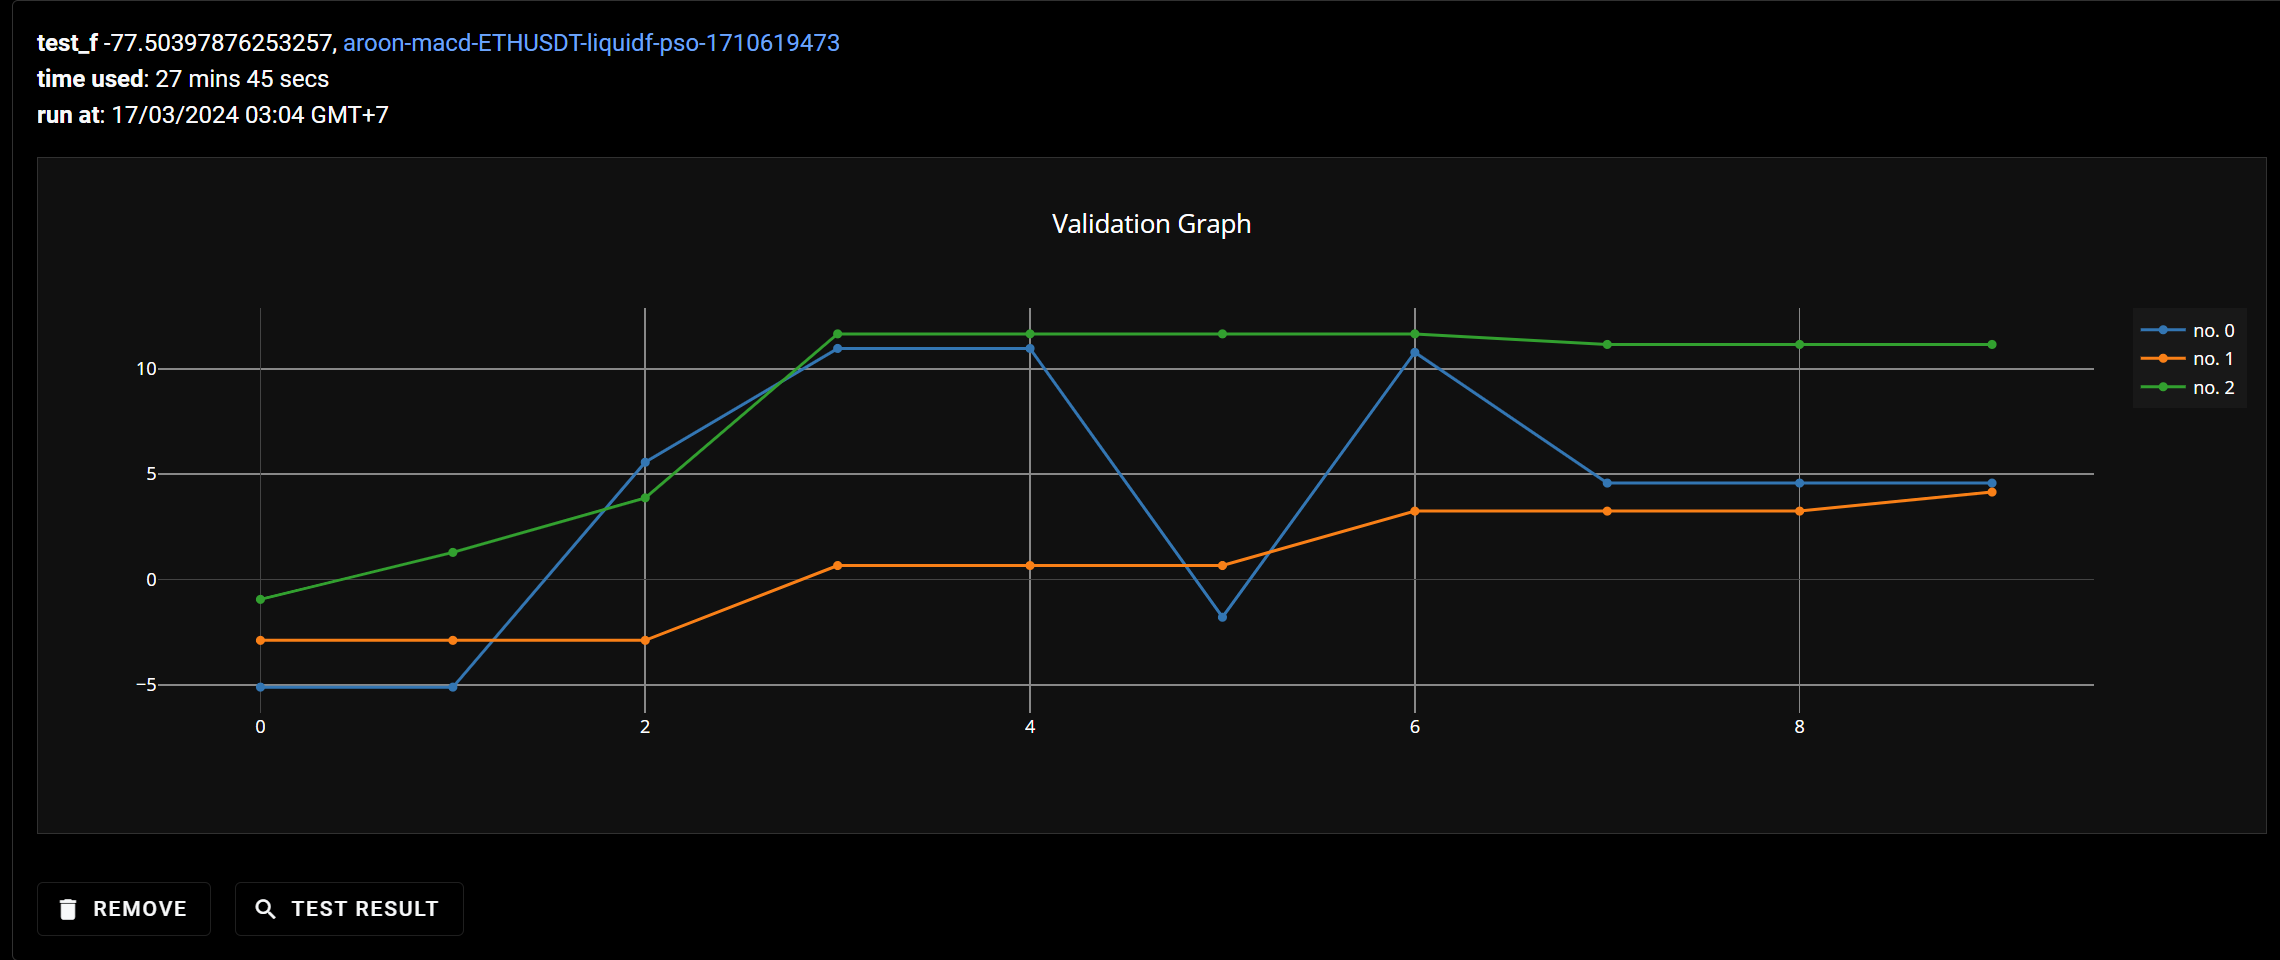 test_f -77.50397876253257, aroon-macd-ETHUSDT-liquidf-pso-1710619473
time used: 27 mins 45 secs
run at: 17/03/2024 03:04 GMT+7
Validation Graph
no. 0
no. 1
no. 2
10
5
0
−5
0 2 4 6 8
REMOVE TEST RESULT